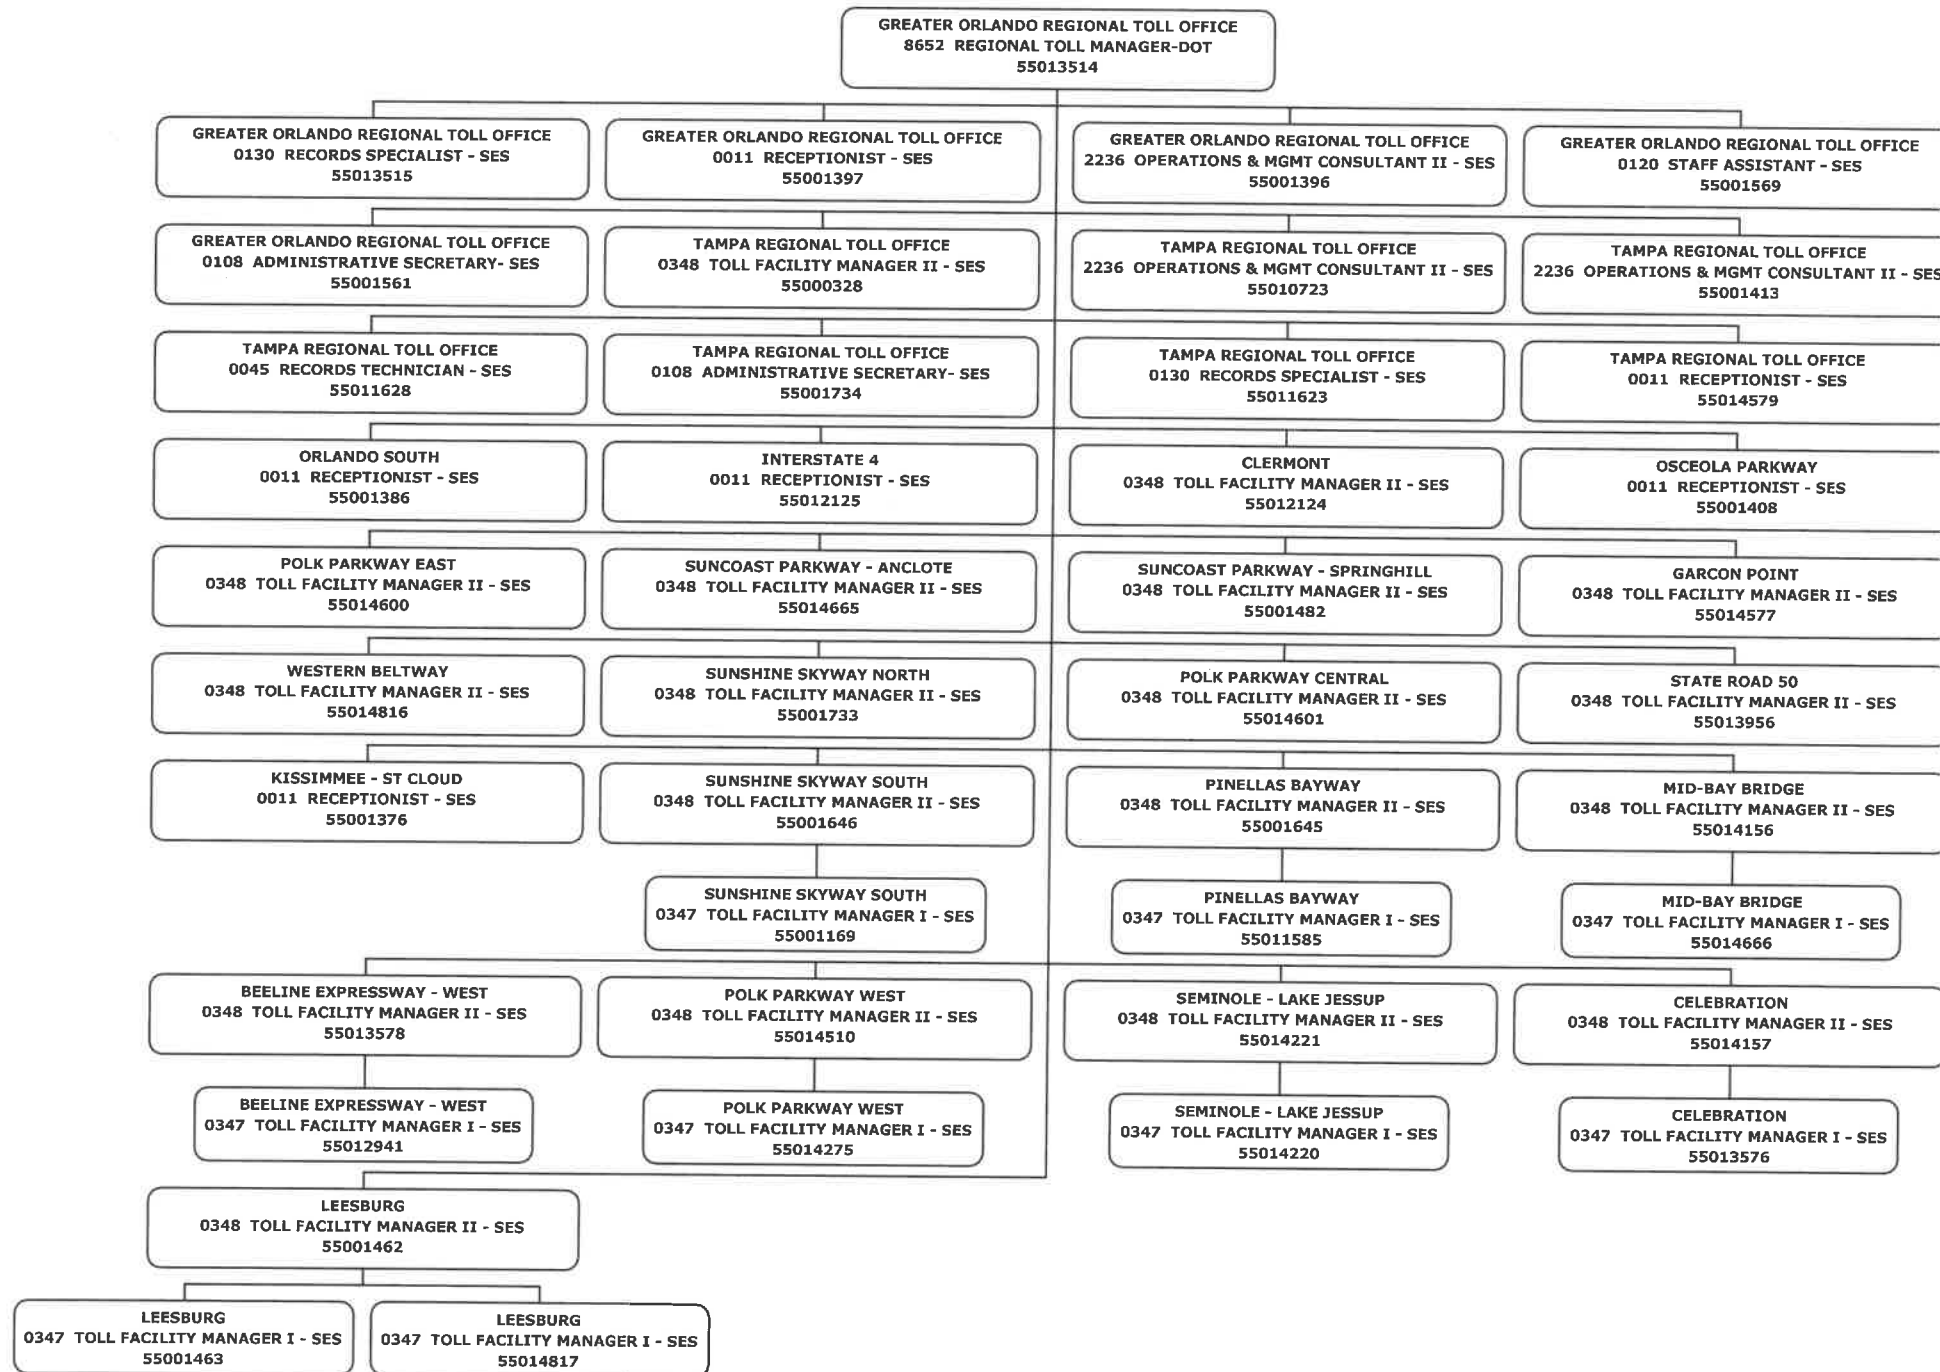 GREATER ORLANDO REGIONAL TOLL OFFICE
8652 REGIONAL TOLL MANAGER-DOT
55013514
GREATER ORLANDO REGIONAL TOLL OFFICE
0130 RECORDS SPECIALIST - SES
55013515
GREATER ORLANDO REGIONAL TOLL OFFICE
0011 RECEPTIONIST - SES
55001397
GREATER ORLANDO REGIONAL TOLL OFFICE
2236 OPERATIONS & MGMT CONSULTANT II - SES
55001396
GREATER ORLANDO REGIONAL TOLL OFFICE
0120 STAFF ASSISTANT - SES
55001569
GREATER ORLANDO REGIONAL TOLL OFFICE
0108 ADMINISTRATIVE SECRETARY- SES
55001561
TAMPA REGIONAL TOLL OFFICE
0348 TOLL FACILITY MANAGER II - SES
55000328
TAMPA REGIONAL TOLL OFFICE
2236 OPERATIONS & MGMT CONSULTANT II - SES
55010723
TAMPA REGIONAL TOLL OFFICE
2236 OPERATIONS & MGMT CONSULTANT II - SES
55001413
TAMPA REGIONAL TOLL OFFICE
0045 RECORDS TECHNICIAN - SES
55011628
TAMPA REGIONAL TOLL OFFICE
0108 ADMINISTRATIVE SECRETARY- SES
55001734
TAMPA REGIONAL TOLL OFFICE
0130 RECORDS SPECIALIST - SES
55011623
TAMPA REGIONAL TOLL OFFICE
0011 RECEPTIONIST - SES
55014579
ORLANDO SOUTH
0011 RECEPTIONIST - SES
55001386
INTERSTATE 4
0011 RECEPTIONIST - SES
55012125
CLERMONT
0348 TOLL FACILITY MANAGER II - SES
55012124
OSCEOLA PARKWAY
0011 RECEPTIONIST - SES
55001408
POLK PARKWAY EAST
0348 TOLL FACILITY MANAGER II - SES
55014600
SUNCOAST PARKWAY - ANCLOTE
0348 TOLL FACILITY MANAGER II - SES
55014665
SUNCOAST PARKWAY - SPRINGHILL
0348 TOLL FACILITY MANAGER II - SES
55001482
GARCON POINT
0348 TOLL FACILITY MANAGER II - SES
55014577
WESTERN BELTWAY
0348 TOLL FACILITY MANAGER II - SES
55014816
SUNSHINE SKYWAY NORTH
0348 TOLL FACILITY MANAGER II - SES
55001733
POLK PARKWAY CENTRAL
0348 TOLL FACILITY MANAGER II - SES
55014601
STATE ROAD 50
0348 TOLL FACILITY MANAGER II - SES
55013956
KISSIMMEE - ST CLOUD
0011 RECEPTIONIST - SES
55001376
SUNSHINE SKYWAY SOUTH
0348 TOLL FACILITY MANAGER II - SES
55001646
PINELLAS BAYWAY
0348 TOLL FACILITY MANAGER II - SES
55001645
MID-BAY BRIDGE
0348 TOLL FACILITY MANAGER II - SES
55014156
SUNSHINE SKYWAY SOUTH
0347 TOLL FACILITY MANAGER I - SES
55001169
PINELLAS BAYWAY
0347 TOLL FACILITY MANAGER I - SES
55011585
MID-BAY BRIDGE
0347 TOLL FACILITY MANAGER I - SES
55014666
BEELINE EXPRESSWAY - WEST
0348 TOLL FACILITY MANAGER II - SES
55013578
POLK PARKWAY WEST
0348 TOLL FACILITY MANAGER II - SES
55014510
SEMINOLE - LAKE JESSUP
0348 TOLL FACILITY MANAGER II - SES
55014221
CELEBRATION
0348 TOLL FACILITY MANAGER II - SES
55014157
BEELINE EXPRESSWAY - WEST
0347 TOLL FACILITY MANAGER I - SES
55012941
POLK PARKWAY WEST
0347 TOLL FACILITY MANAGER I - SES
55014275
SEMINOLE - LAKE JESSUP
0347 TOLL FACILITY MANAGER I - SES
55014220
CELEBRATION
0347 TOLL FACILITY MANAGER I - SES
55013576
LEESBURG
0348 TOLL FACILITY MANAGER II - SES
55001462
LEESBURG
0347 TOLL FACILITY MANAGER I - SES
55001463
LEESBURG
0347 TOLL FACILITY MANAGER I - SES
55014817